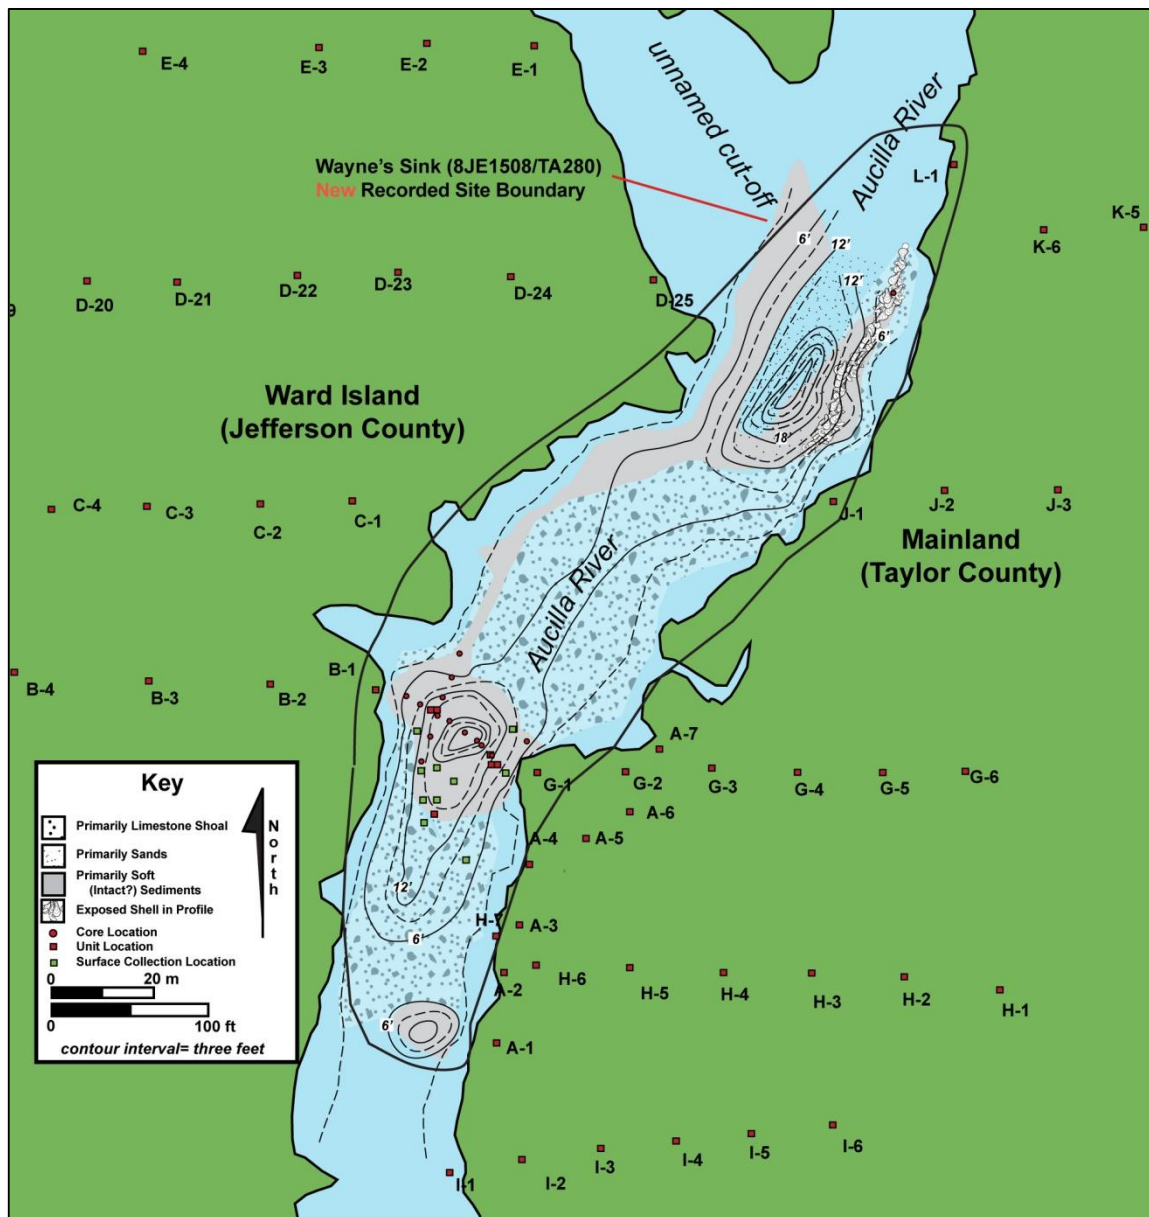 E-4
E-3
E-2
E-1
unnamed cut-off
Aucilla River
Wayne's Sink (8JE1508/TA280)
New Recorded Site Boundary
L-1
K-5
K-6
6'
12'
12'
6'
18'
9
D-20
D-21
D-22
D-23
D-24
D-25
Ward Island
(Jefferson County)
C-4
C-3
C-2
C-1
J-1
J-2
J-3
Mainland
(Taylor County)
Aucilla River
B-4
B-3
B-2
B-1
A-7
G-1
G-2
G-3
G-4
G-5
G-6
A-6
A-4
A-5
12'
6'
H-7
A-3
A-2
H-6
H-5
H-4
H-3
H-2
H-1
6'
A-1
I-1
I-2
I-3
I-4
I-5
I-6
Key
Primarily Limestone Shoal
Primarily Sands
Primarily Soft
(Intact?) Sediments
Exposed Shell in Profile
Core Location
Unit Location
Surface Collection Location
North
0 20 m
0 100 ft
contour interval= three feet